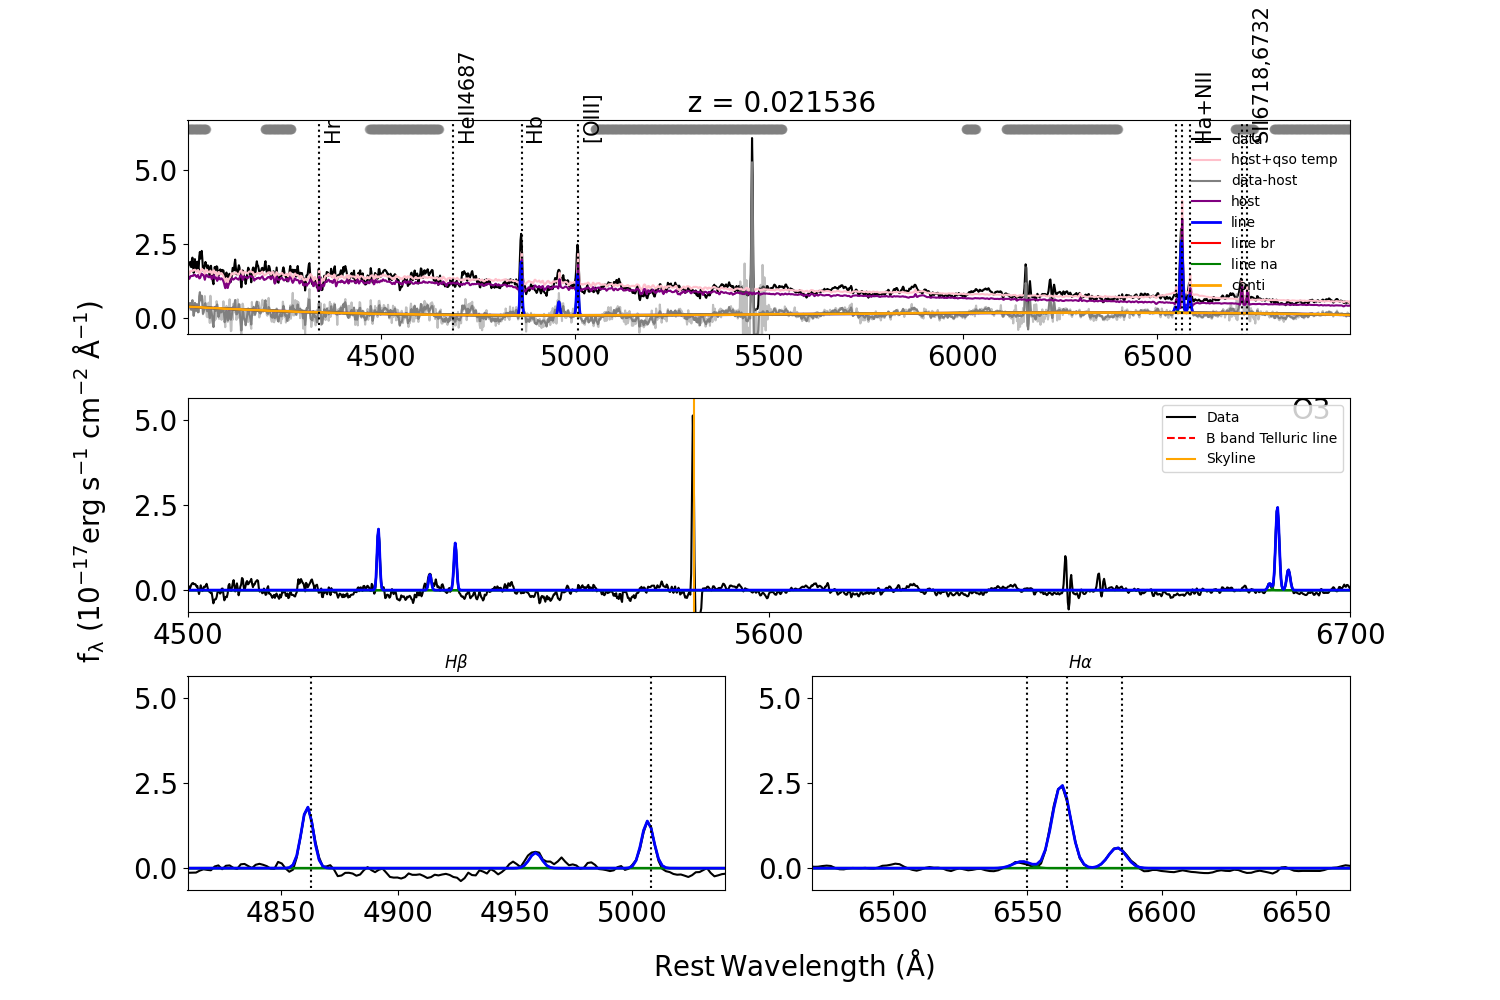 z = 0.021536
Hr
HeII4687
Hb
[OIII]
Ha+NII
SII6718,6732
data
host+qso temp
data-host
host
line
line br
line na
conti
5.0
2.5
0.0
4500 5000 5500 6000 6500
O3
Data
B band Telluric line
Skyline
5.0
2.5
0.0
4500 5600 6700
fλ (10⁻¹⁷erg s⁻¹ cm⁻² Å⁻¹)
Hβ
5.0
2.5
0.0
4850 4900 4950 5000
Hα
5.0
2.5
0.0
6500 6550 6600 6650
Rest Wavelength (Å)